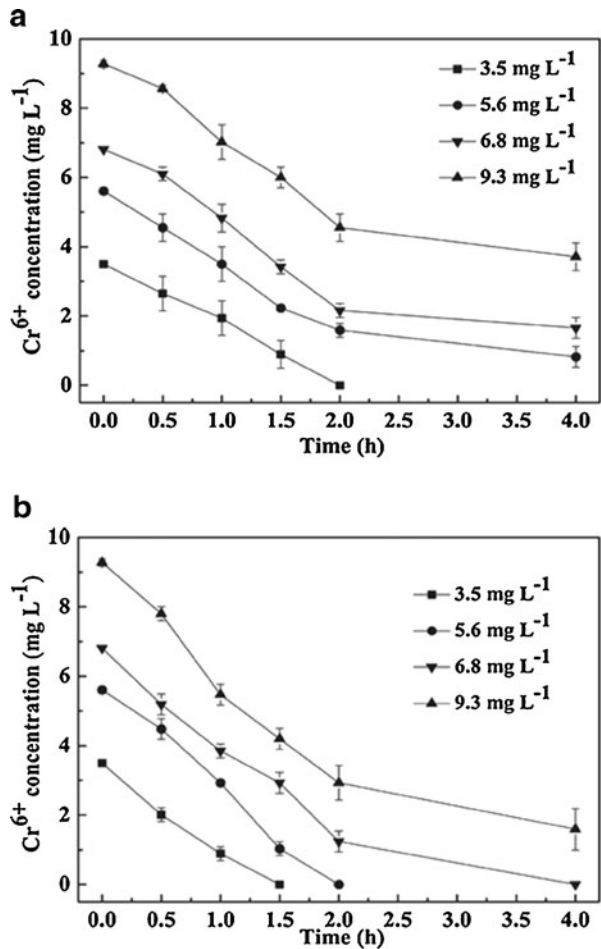 a
10
8
6
4
2
0
Cr6+ concentration (mg L-1)
3.5 mg L-1
5.6 mg L-1
6.8 mg L-1
9.3 mg L-1
0.0 0.5 1.0 1.5 2.0 2.5 3.0 3.5 4.0
Time (h)
b
10
8
6
4
2
0
Cr6+ concentration (mg L-1)
3.5 mg L-1
5.6 mg L-1
6.8 mg L-1
9.3 mg L-1
0.0 0.5 1.0 1.5 2.0 2.5 3.0 3.5 4.0
Time (h)